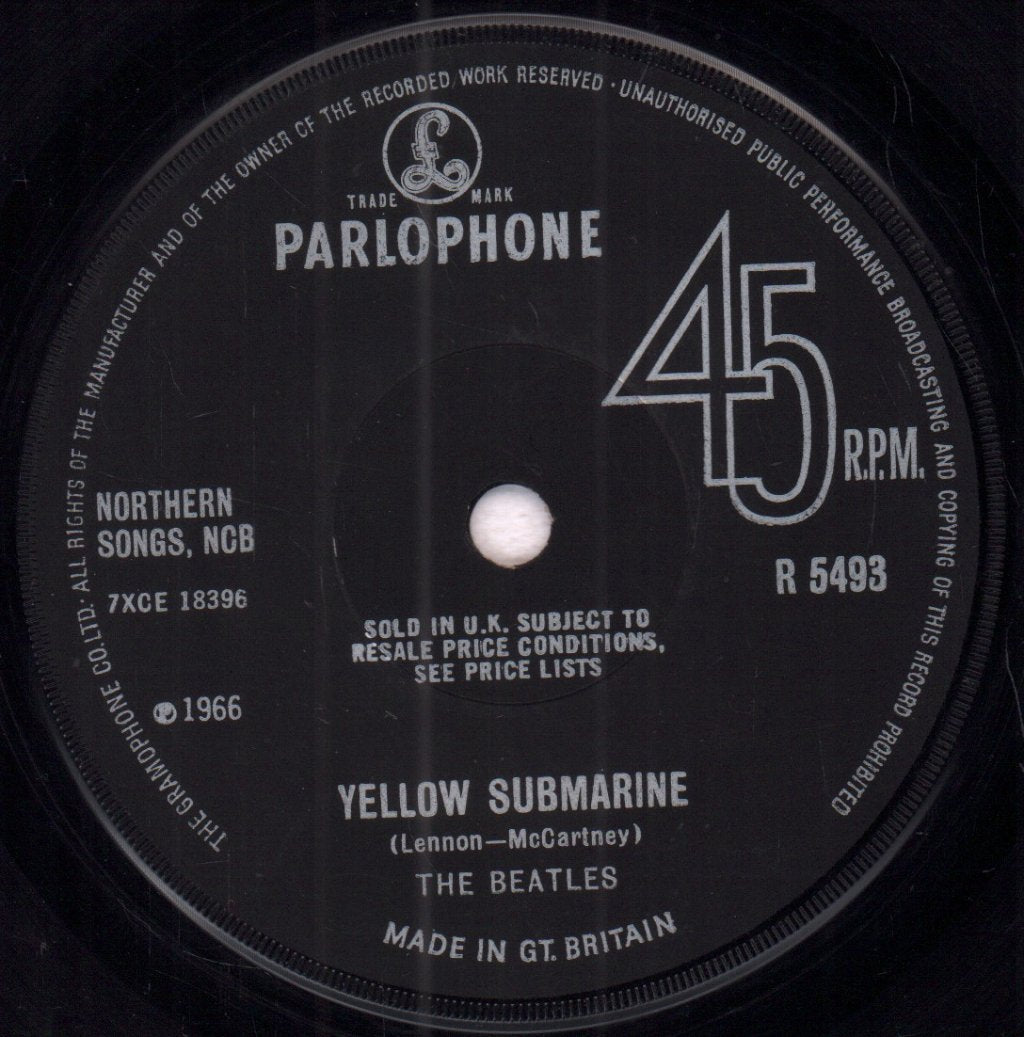 THE GRAMOPHONE CO. LTD. · ALL RIGHTS OF THE MANUFACTURER AND OF THE OWNER OF THE RECORDED WORK RESERVED · UNAUTHORISED PUBLIC PERFORMANCE BROADCASTING AND COPYING OF THIS RECORD PROHIBITED
£
TRADE MARK
PARLOPHONE
45 R.P.M.
NORTHERN
SONGS, NCB
7XCE 18396
℗ 1966
R 5493
SOLD IN U.K. SUBJECT TO
RESALE PRICE CONDITIONS,
SEE PRICE LISTS
YELLOW SUBMARINE
(Lennon—McCartney)
THE BEATLES
MADE IN GT. BRITAIN